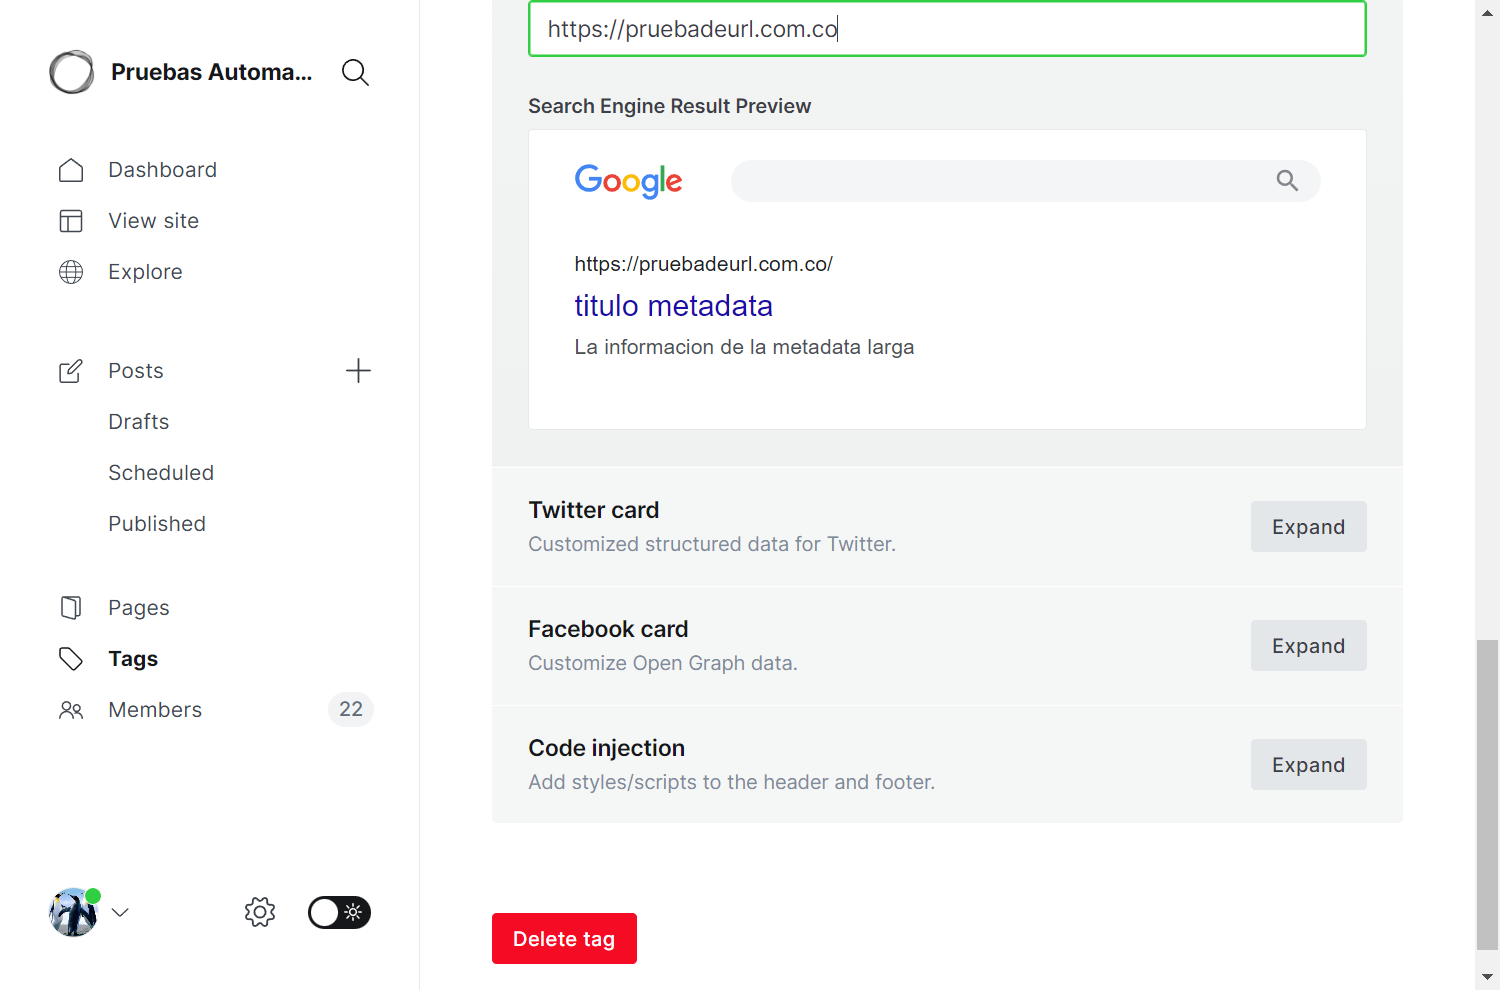 Pruebas Automa...
Dashboard
View site
Explore
Posts
Drafts
Scheduled
Published
Pages
Tags
Members
22
https://pruebadeurl.com.co
Search Engine Result Preview
Google
https://pruebadeurl.com.co/
titulo metadata
La informacion de la metadata larga
Twitter card
Customized structured data for Twitter.
Expand
Facebook card
Customize Open Graph data.
Expand
Code injection
Add styles/scripts to the header and footer.
Expand
Delete tag